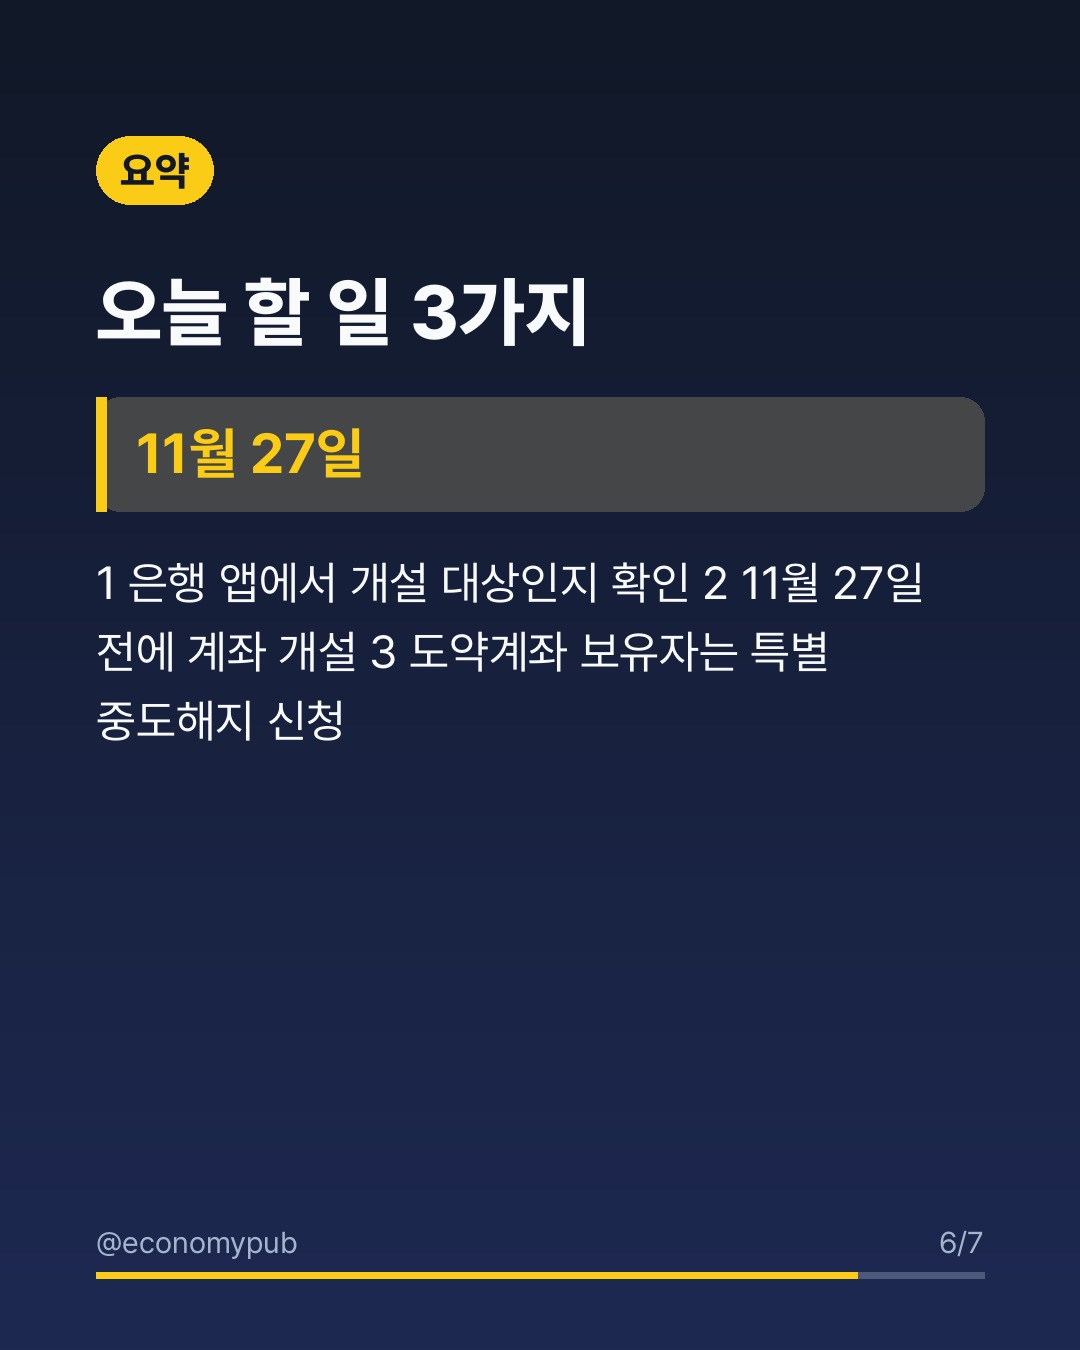 요약
오늘 할 일 3가지
11월 27일
1 은행 앱에서 개설 대상인지 확인 2 11월 27일
전에 계좌 개설 3 도약계좌 보유자는 특별
중도해지 신청
@economypub
6/7